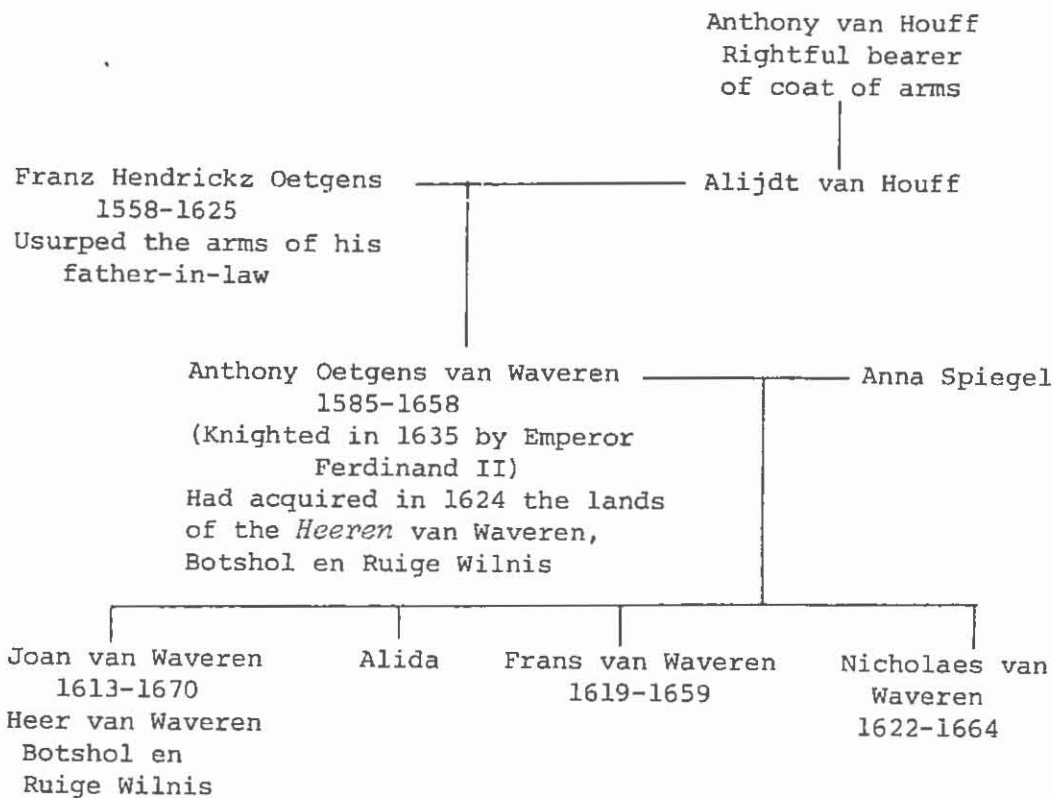 Anthony van Houff
Rightful bearer
of coat of arms
Franz Hendrickz Oetgens
1558-1625
Usurped the arms of his
father-in-law
Alijdt van Houff
Anthony Oetgens van Waveren
1585-1658
(Knighted in 1635 by Emperor
Ferdinand II)
Had acquired in 1624 the lands
of the Heeren van Waveren,
Botshol en Ruige Wilnis
Anna Spiegel
Joan van Waveren
1613-1670
Heer van Waveren
Botshol en
Ruige Wilnis
Alida
Frans van Waveren
1619-1659
Nicholaes van
Waveren
1622-1664